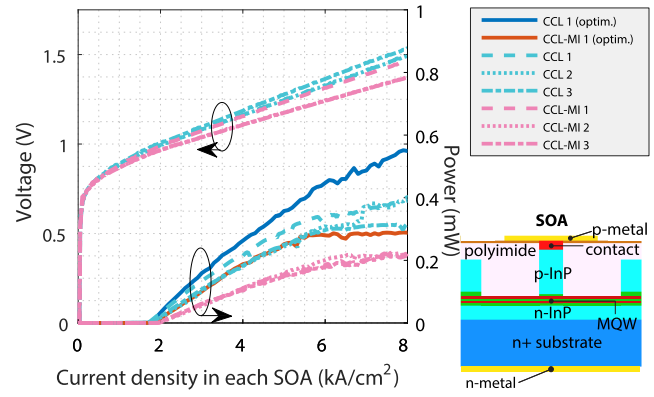 1.5
1
0.5
0
Voltage (V)
0 2 4 6 8
Current density in each SOA (kA/cm²)
1
0.8
0.6
0.4
0.2
0
Power (mW)
CCL 1 (optim.)
CCL-MI 1 (optim.)
CCL 1
CCL 2
CCL 3
CCL-MI 1
CCL-MI 2
CCL-MI 3
SOA
p-metal
polyimide
contact
p-InP
n-InP
MQW
n+ substrate
n-metal